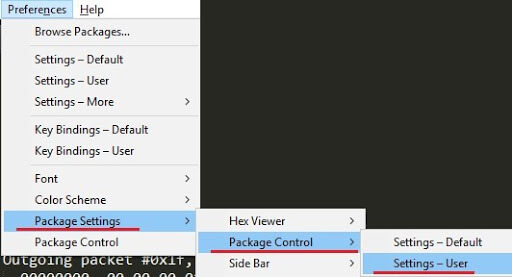 Preferences Help
Browse Packages...
Settings – Default
Settings – User
Settings – More
Key Bindings – Default
Key Bindings – User
Font
Color Scheme
Package Settings
Package Control
Hex Viewer
Package Control
Side Bar
Settings – Default
Settings – User
Outgoing packet #0x1f,